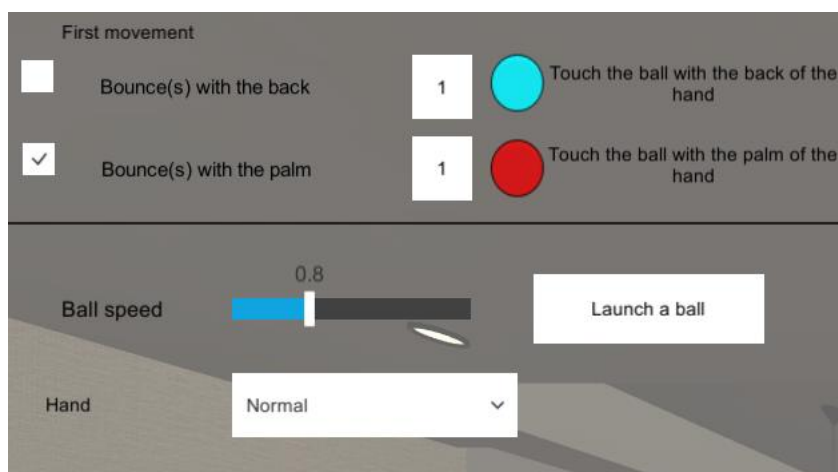 First movement
Bounce(s) with the back
1
Touch the ball with the back of the
hand
Bounce(s) with the palm
1
Touch the ball with the palm of the
hand
0.8
Ball speed
Launch a ball
Hand
Normal